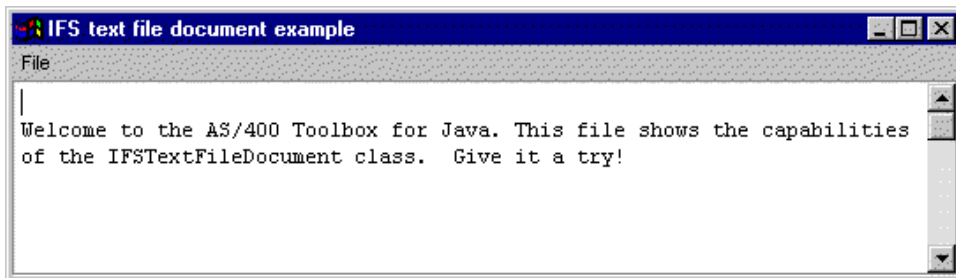 IFS text file document example
File
Welcome to the AS/400 Toolbox for Java. This file shows the capabilities
of the IFSTextFileDocument class.  Give it a try!